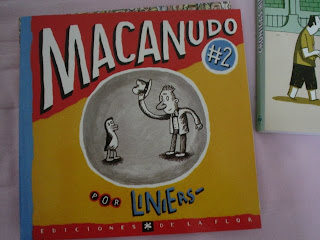 MACANUDO
#2
POR LINIERS
EDICIONES DE LA FLOR